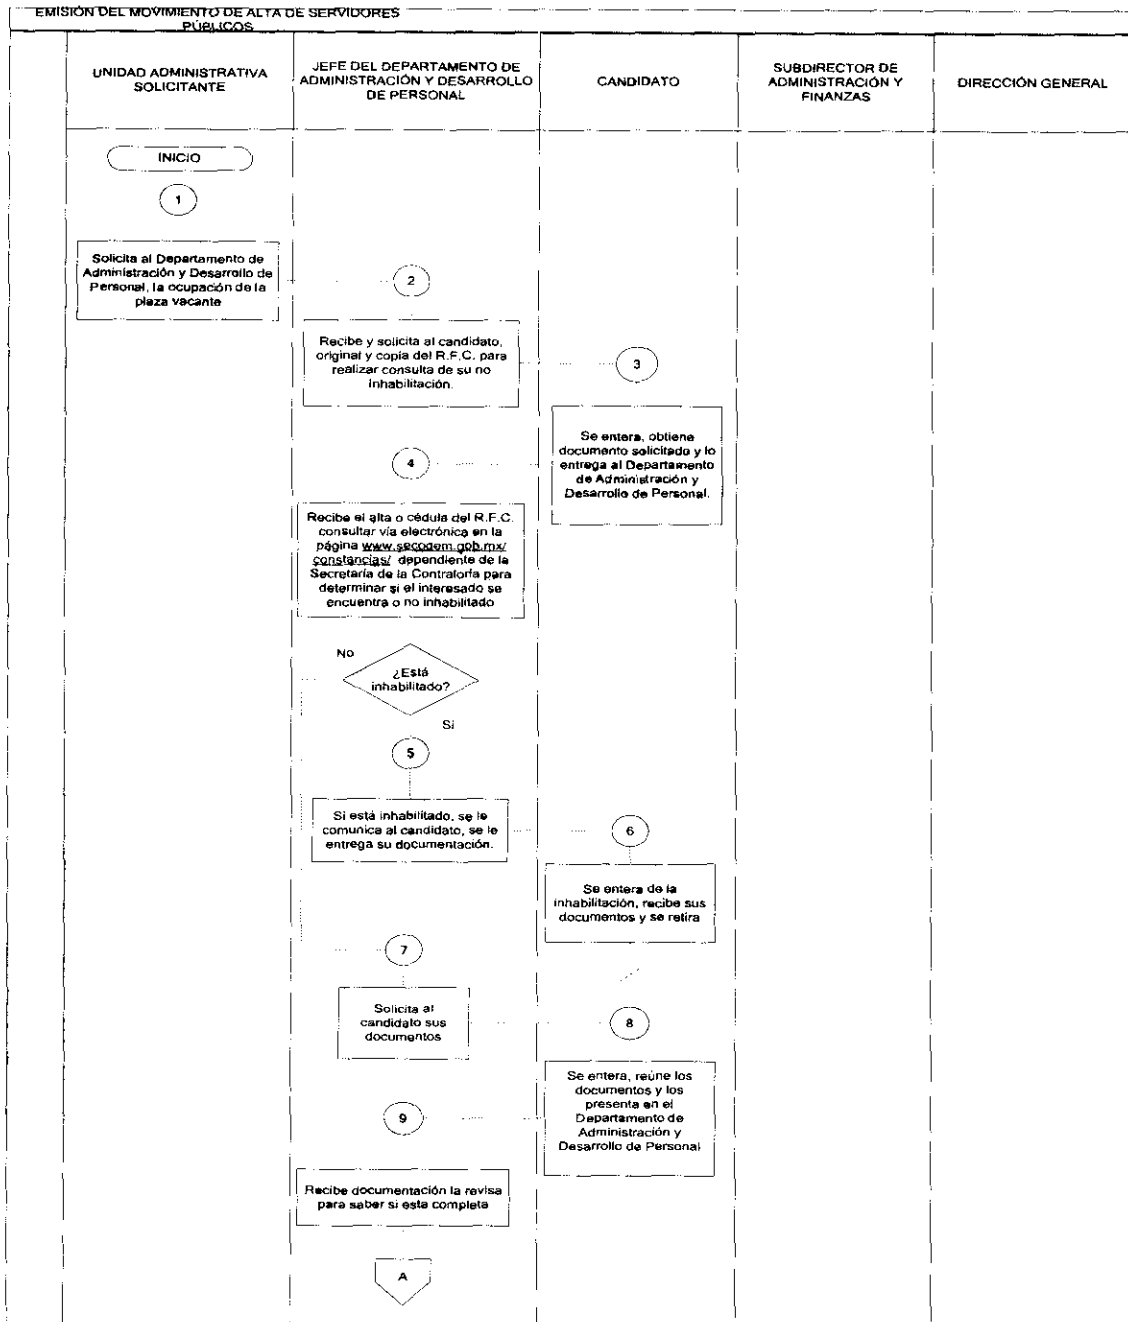 EMISIÓN DEL MOVIMIENTO DE ALTA DE SERVIDORES
PÚBLICOS
UNIDAD ADMINISTRATIVA
SOLICITANTE
JEFE DEL DEPARTAMENTO DE
ADMINISTRACIÓN Y DESARROLLO
DE PERSONAL
CANDIDATO
SUBDIRECTOR DE
ADMINISTRACIÓN Y
FINANZAS
DIRECCIÓN GENERAL
INICIO
1
Solicita al Departamento de
Administración y Desarrollo de
Personal, la ocupación de la
plaza vacante
2
Recibe y solicita al candidato,
original y copia del R.F.C. para
realizar consulta de su no
inhabilitación.
3
Se entera, obtiene
documento solicitado y lo
entrega al Departamento
de Administración y
Desarrollo de Personal.
4
Recibe el alta o cédula del R.F.C.
consultar vía electrónica en la
página www.secodem.gob.mx/
constancias/ dependiente de la
Secretaría de la Contraloría para
determinar si el interesado se
encuentra o no inhabilitado
No
¿Está
inhabilitado?
Si
5
Si está inhabilitado, se le
comunica al candidato, se le
entrega su documentación.
6
Se entera de la
inhabilitación, recibe sus
documentos y se retira
7
Solicita al
candidato sus
documentos
8
Se entera, reúne los
documentos y los
presenta en el
Departamento de
Administración y
Desarrollo de Personal
9
Recibe documentación la revisa
para saber si esta completa
A